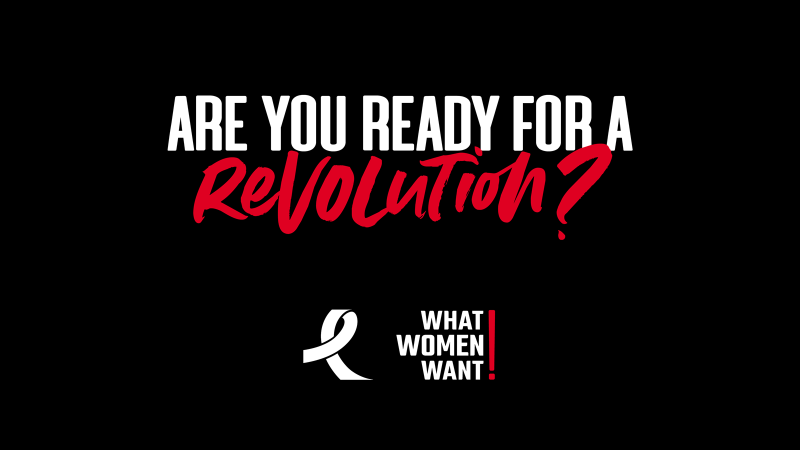 ARE YOU READY FOR A
ReVOLuTion?
WHAT
WOMEN
WANT!